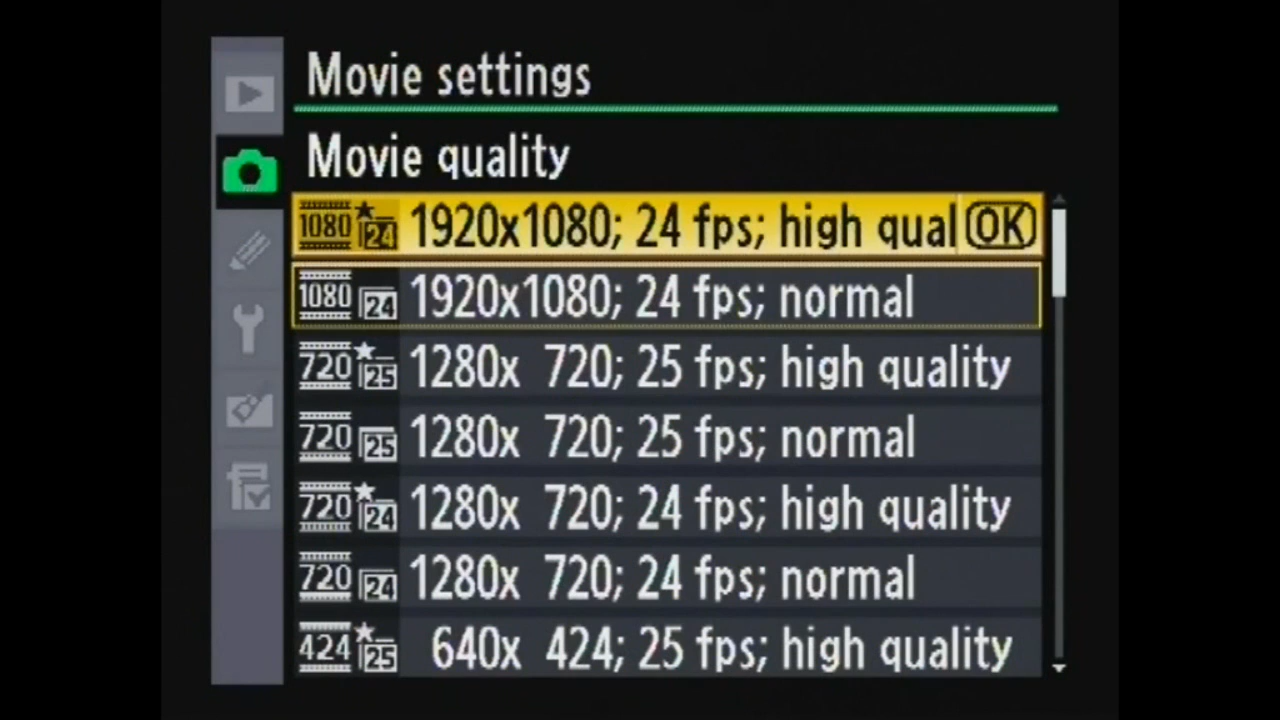 Movie settings
Movie quality
1080 ★ 24 1920x1080; 24 fps; high qual OK
1080 24 1920x1080; 24 fps; normal
720 ★ 25 1280x 720; 25 fps; high quality
720 25 1280x 720; 25 fps; normal
720 ★ 24 1280x 720; 24 fps; high quality
720 24 1280x 720; 24 fps; normal
424 ★ 25 640x 424; 25 fps; high quality